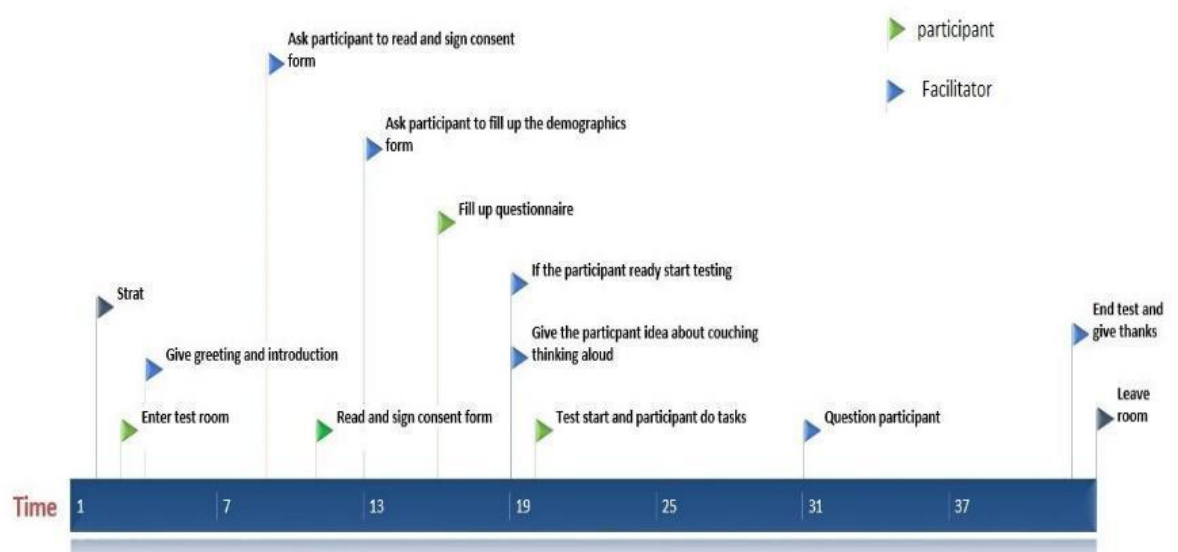 participant
Ask participant to read and sign consent
form
Facilitator
Ask participant to fill up the demographics
form
Fill up questionnaire
If the participant ready start testing
Strat
End test and
give thanks
Give the particpant idea about couching
thinking aloud
Give greeting and introduction
Leave
room
Enter test room
Read and sign consent form
Test start and participant do tasks
Question participant
Time
1
7
13
19
25
31
37